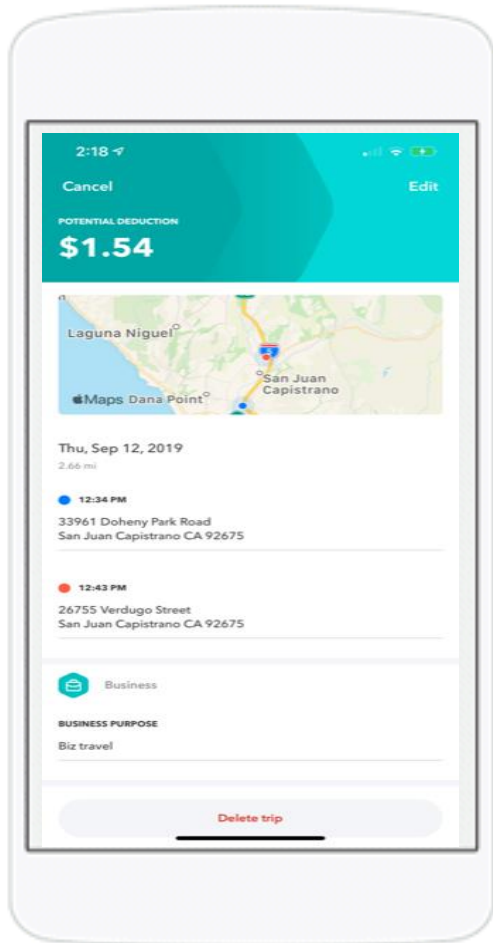 2:18
Cancel
Edit
POTENTIAL DEDUCTION
$1.54
Laguna Niguel
5
San Juan
Capistrano
Maps Dana Point
Thu, Sep 12, 2019
2.66 mi
12:34 PM
33961 Doheny Park Road
San Juan Capistrano CA 92675
12:43 PM
26755 Verdugo Street
San Juan Capistrano CA 92675
Business
BUSINESS PURPOSE
Biz travel
Delete trip